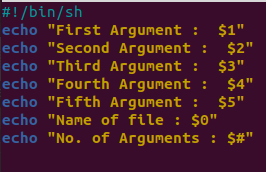 #!/bin/sh
echo "First Argument :  $1"
echo "Second Argument :  $2"
echo "Third Argument :  $3"
echo "Fourth Argument :  $4"
echo "Fifth Argument :  $5"
echo "Name of file : $0"
echo "No. of Arguments : $#"